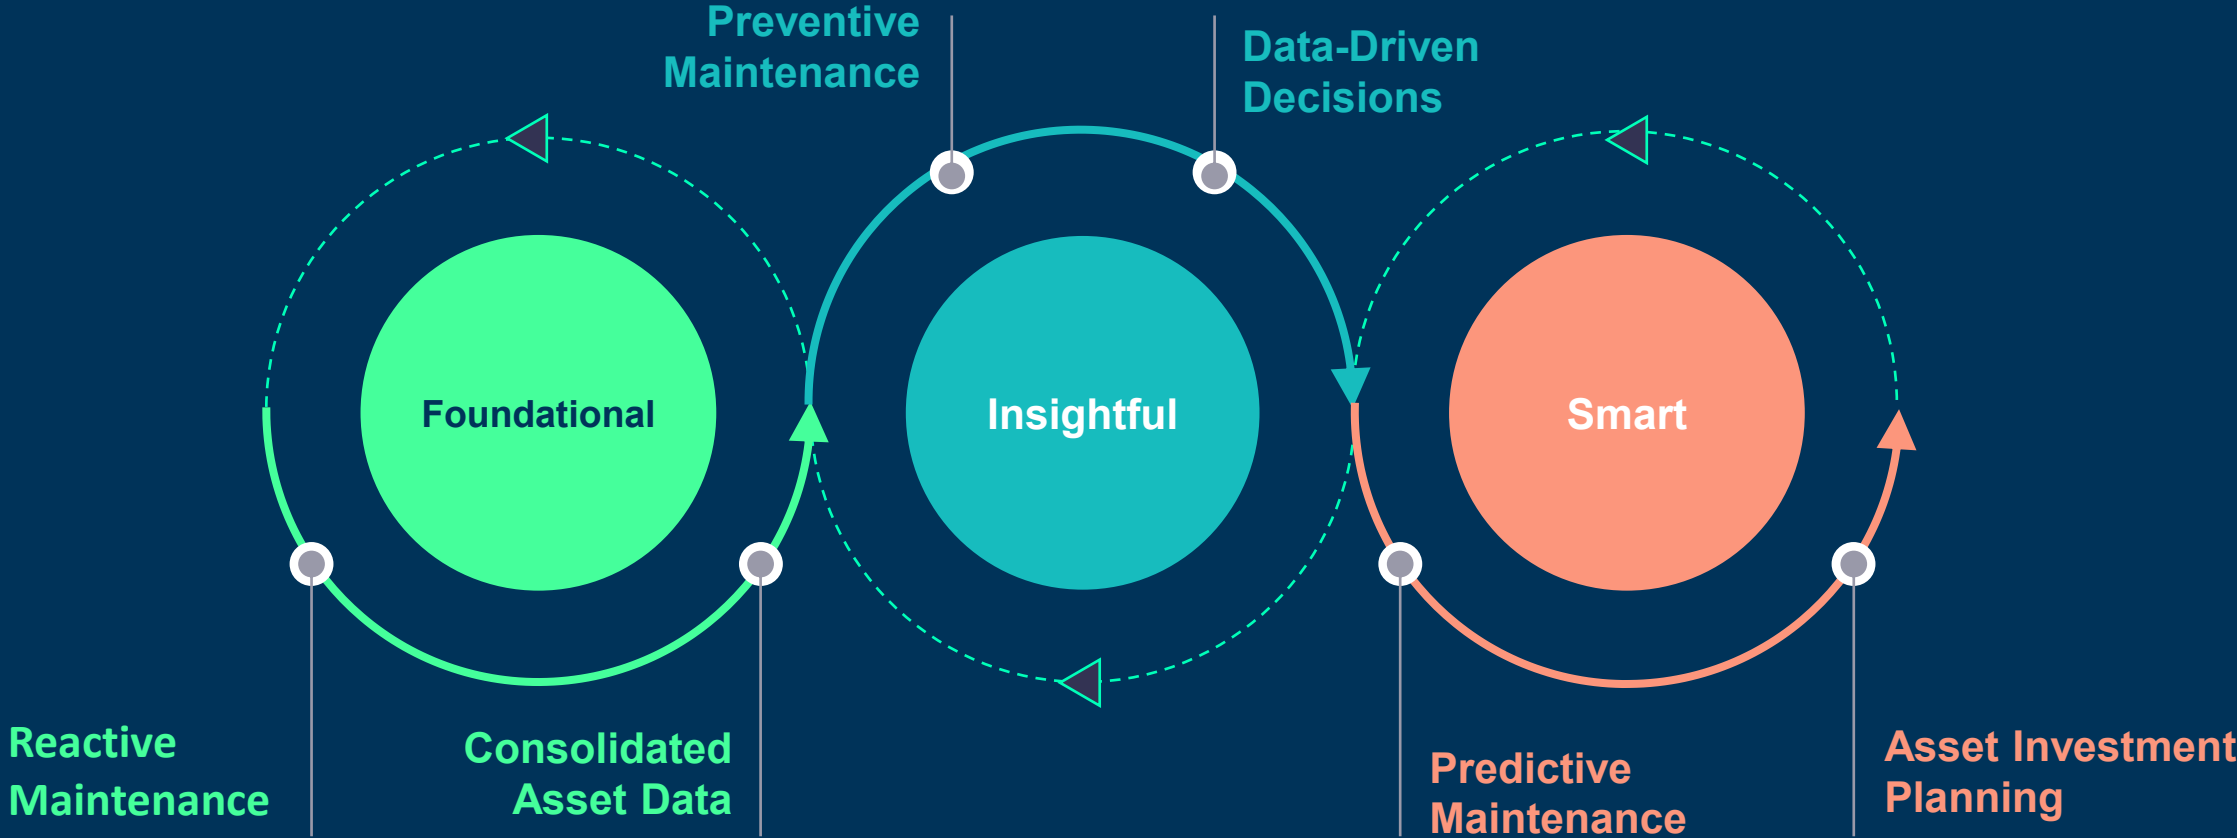 Preventive
Maintenance
Data-Driven
Decisions
Foundational
Insightful
Smart
Reactive
Maintenance
Consolidated
Asset Data
Predictive
Maintenance
Asset Investment
Planning